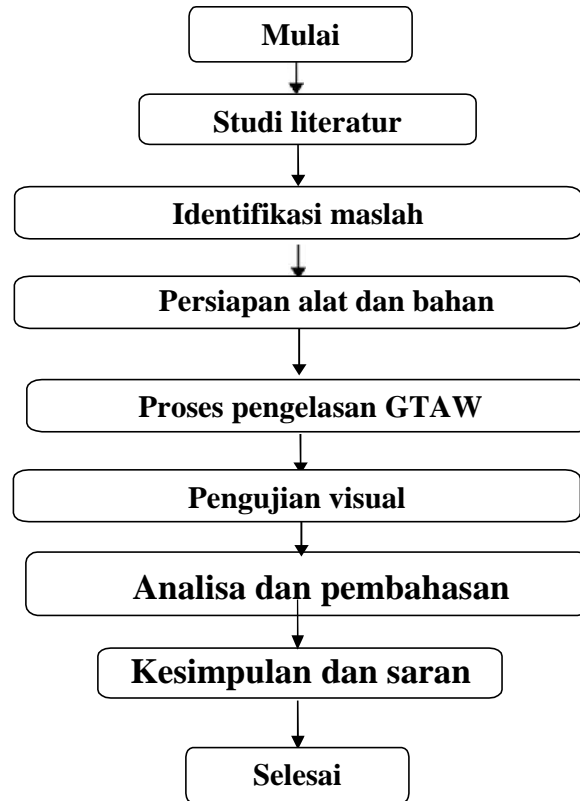 Mulai
Studi literatur
Identifikasi maslah
Persiapan alat dan bahan
Proses pengelasan GTAW
Pengujian visual
Analisa dan pembahasan
Kesimpulan dan saran
Selesai